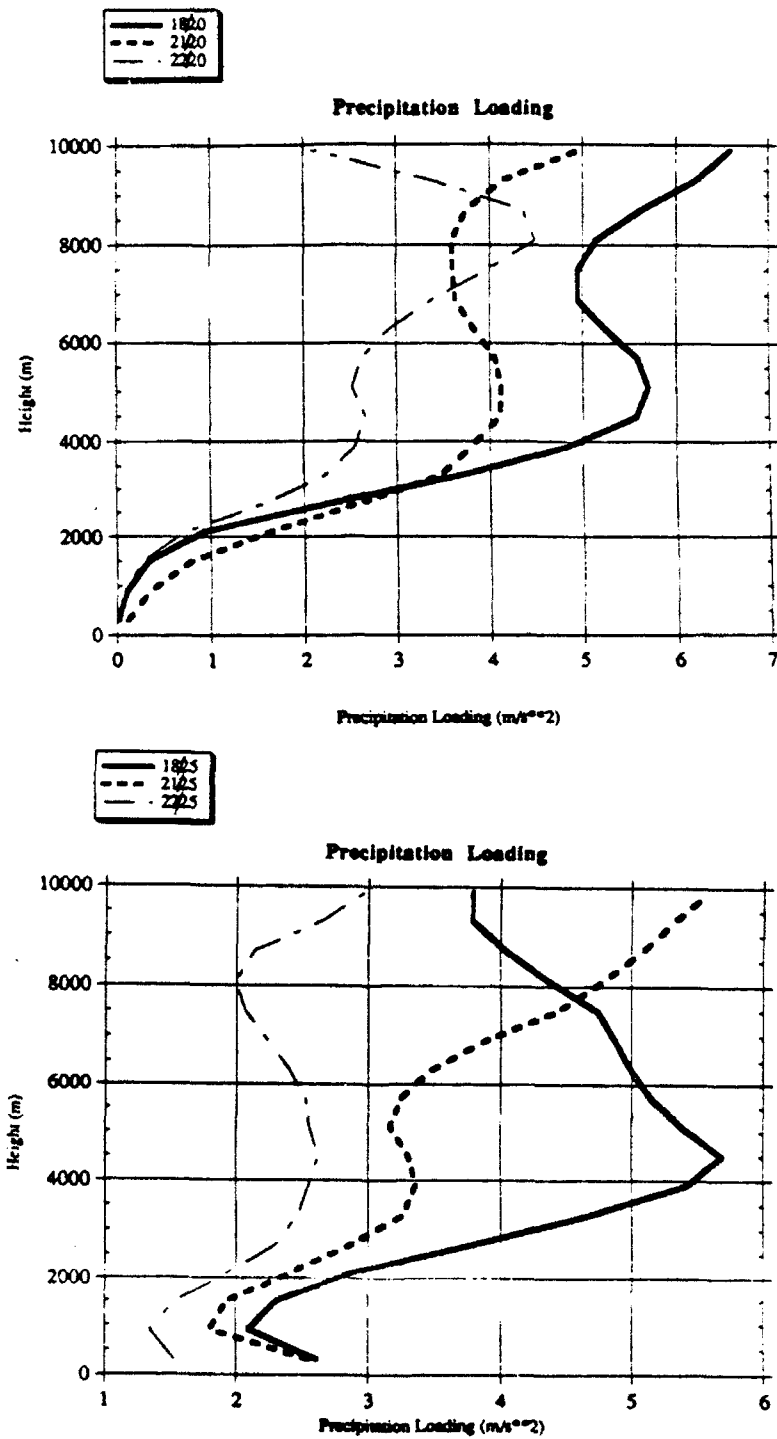 1820
2120
2220
Precipitation Loading
10000
8000
6000
4000
2000
0
Height (m)
0 1 2 3 4 5 6 7
Precipitation Loading (m/s**2)
1825
2125
2225
Precipitation Loading
10000
8000
6000
4000
2000
0
Height (m)
1 2 3 4 5 6
Precipitation Loading (m/s**2)